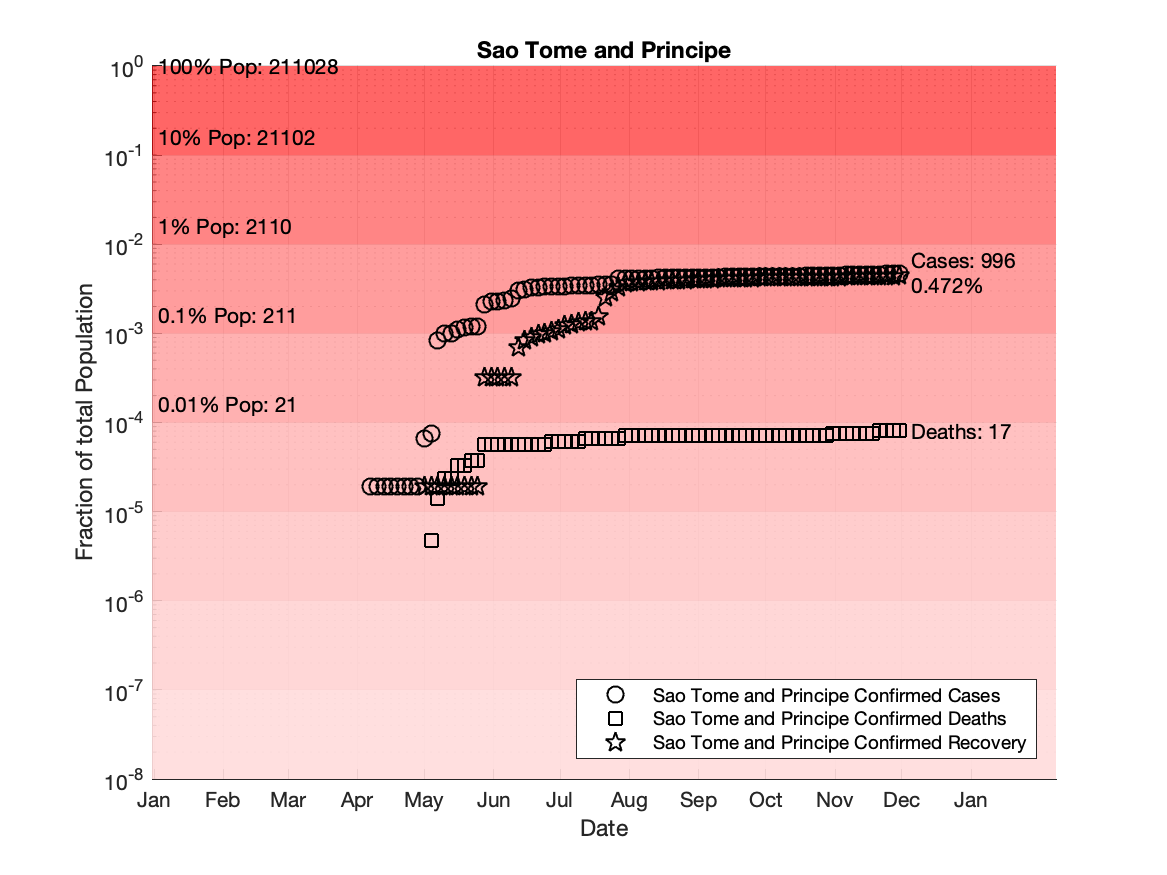 Sao Tome and Principe
10^0
100% Pop: 211028
10% Pop: 21102
10^-1
1% Pop: 2110
10^-2
Cases: 996
0.472%
0.1% Pop: 211
10^-3
0.01% Pop: 21
10^-4
Deaths: 17
10^-5
10^-6
10^-7
10^-8
Fraction of total Population
Sao Tome and Principe Confirmed Cases
Sao Tome and Principe Confirmed Deaths
Sao Tome and Principe Confirmed Recovery
Jan Feb Mar Apr May Jun Jul Aug Sep Oct Nov Dec Jan
Date